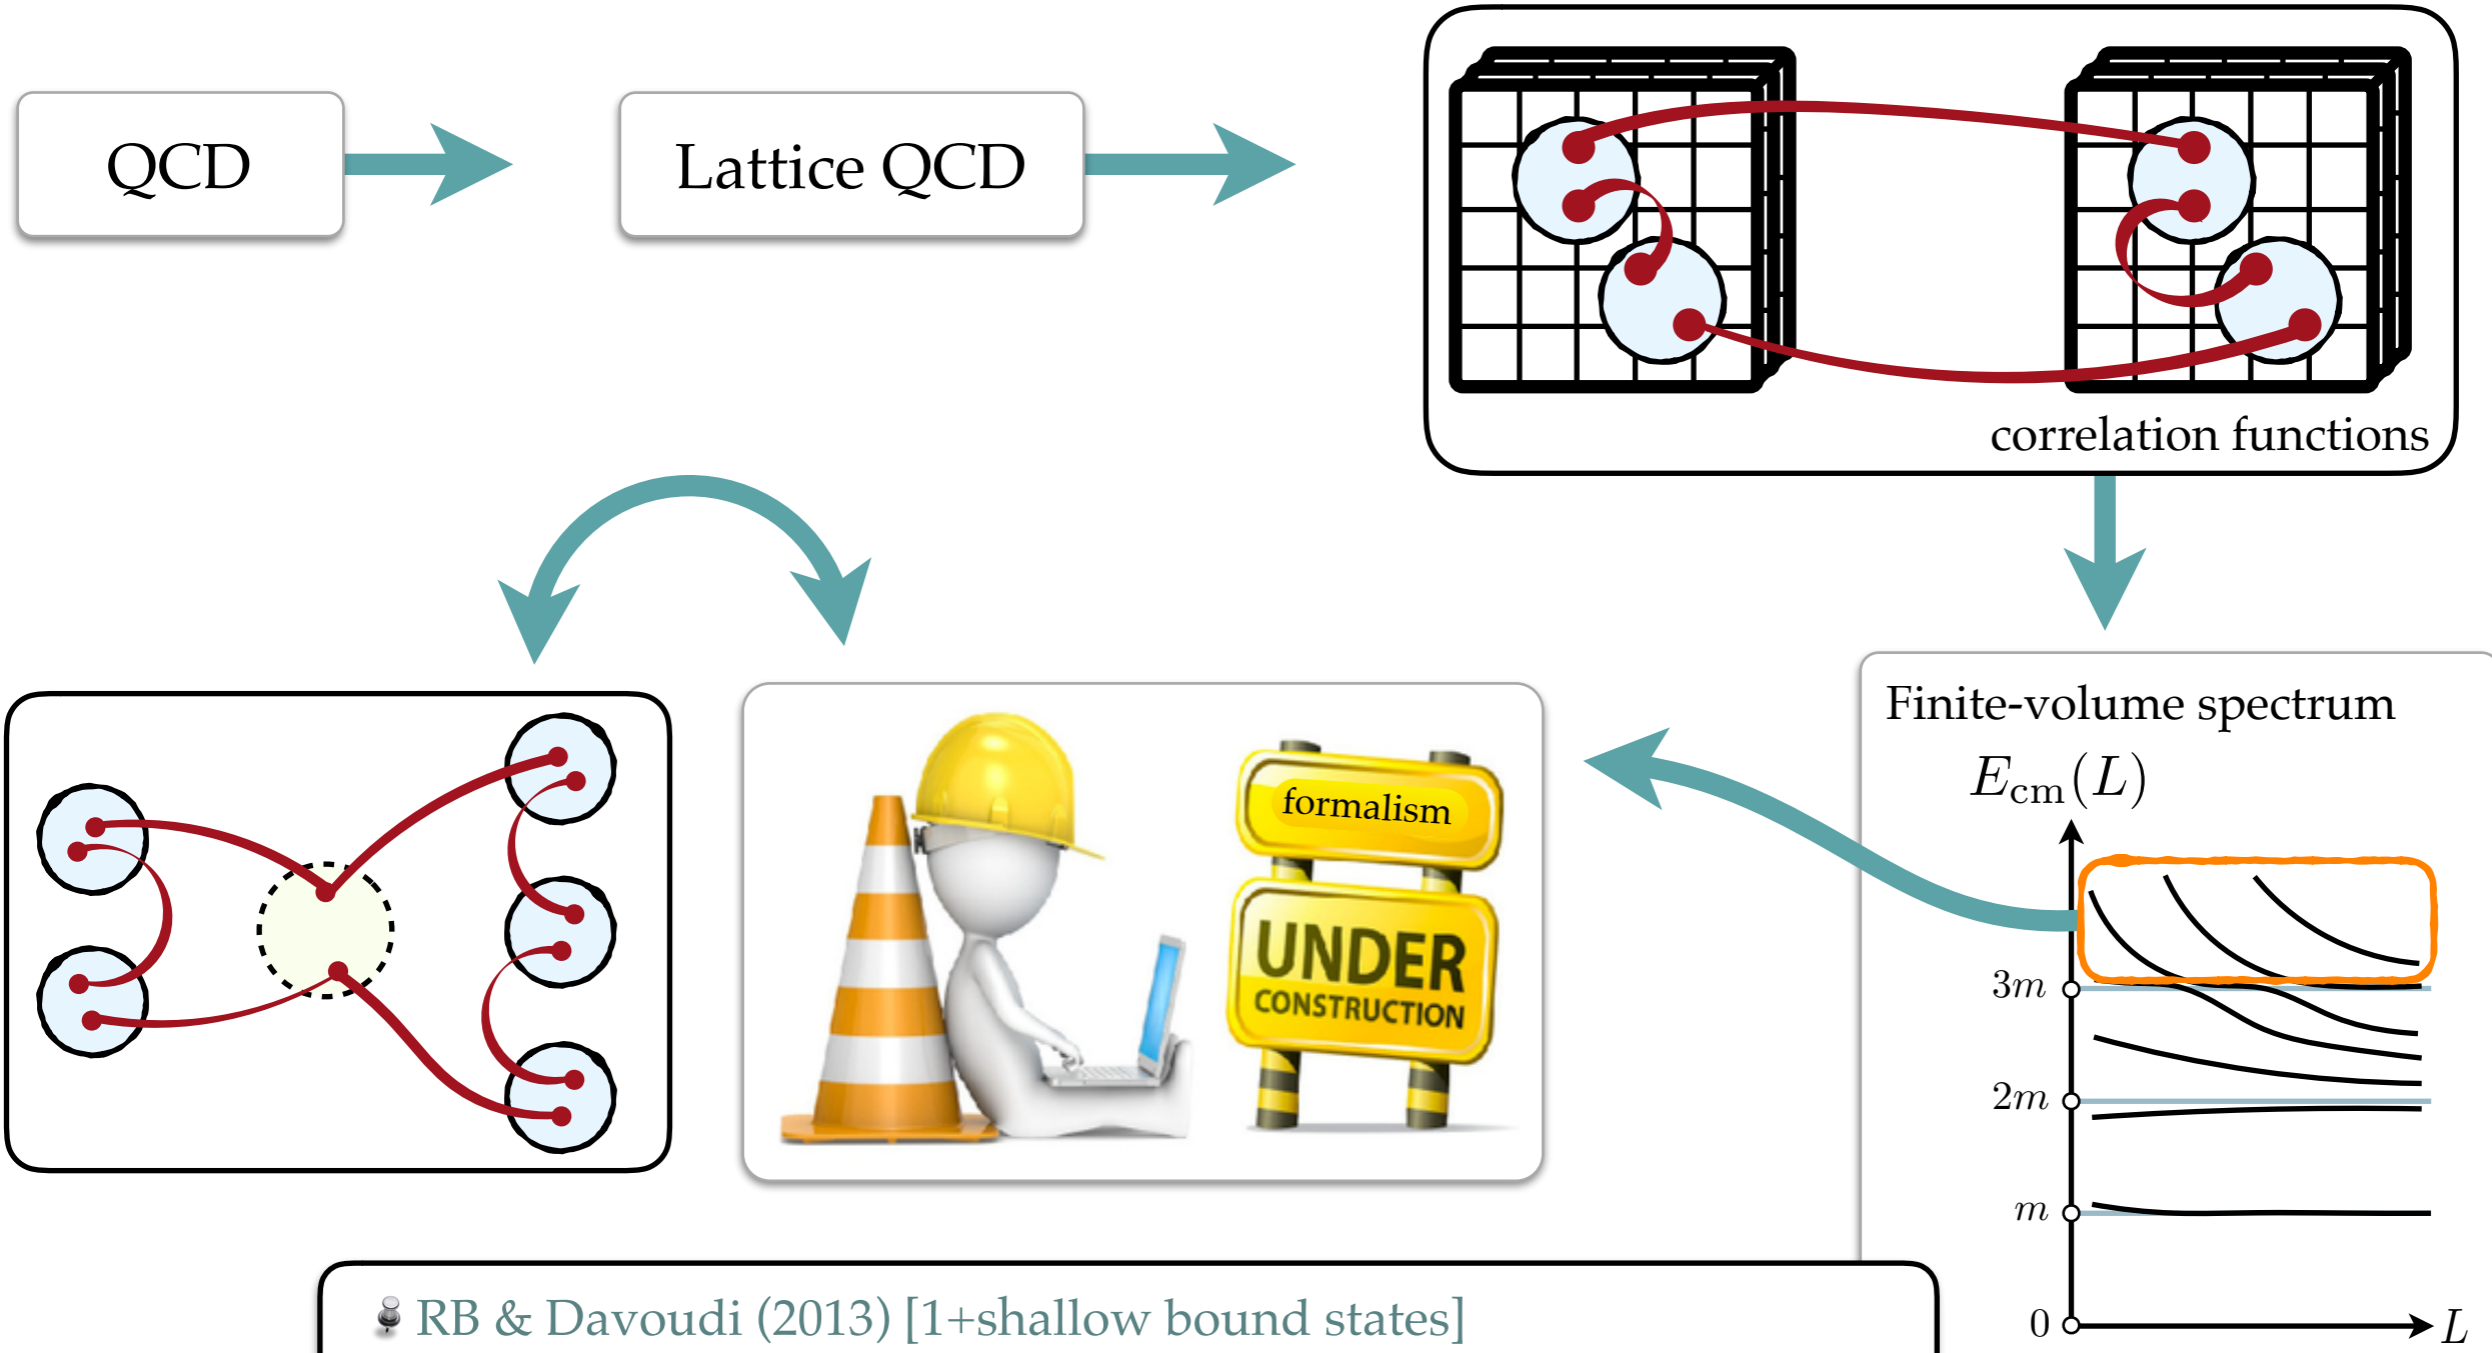 QCD
Lattice QCD
correlation functions
formalism
UNDER
CONSTRUCTION
Finite-volume spectrum
E_cm(L)
3m
2m
m
0
L
RB & Davoudi (2013) [1+shallow bound states]